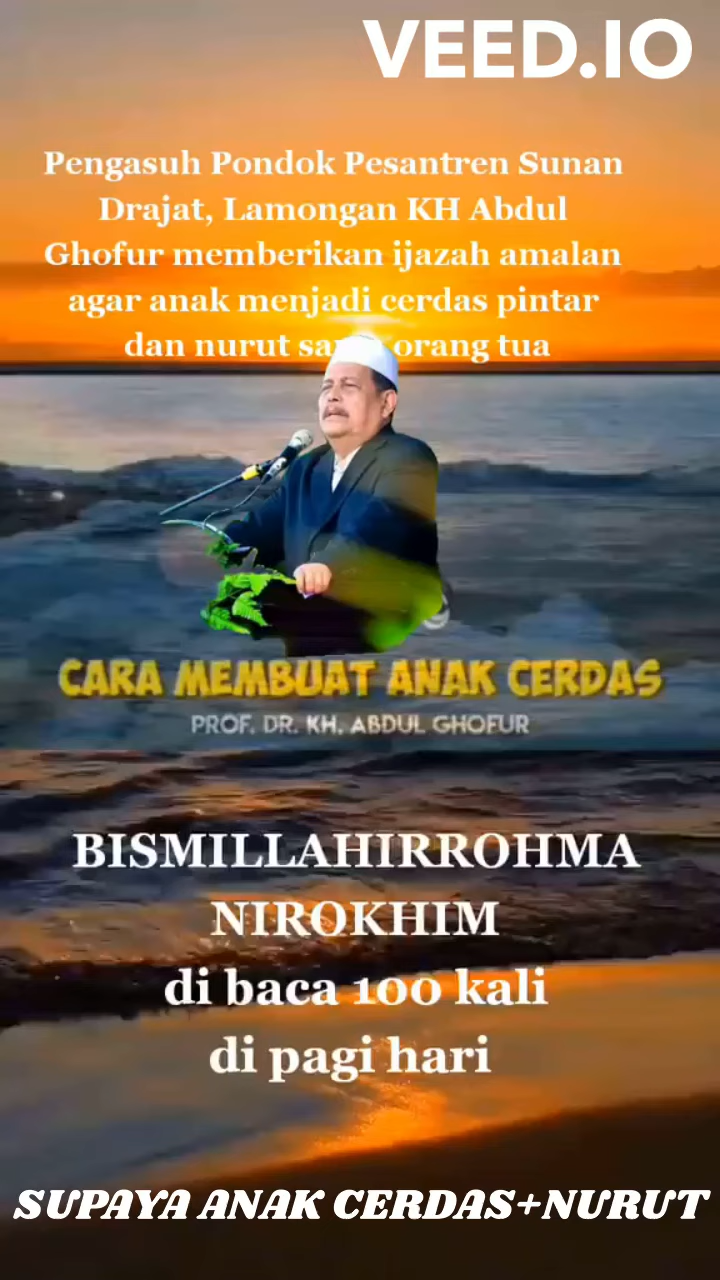 VEED.IO
Pengasuh Pondok Pesantren Sunan
Drajat, Lamongan KH Abdul
Ghofur memberikan ijazah amalan
agar anak menjadi cerdas pintar
dan nurut orang tua
CARA MEMBUAT ANAK CERDAS
PROF. DR. KH. ABDUL GHOFUR
BISMILLAHIRROHMA
NIROKHIM
di baca 100 kali
di pagi hari
SUPAYA ANAK CERDAS+NURUT